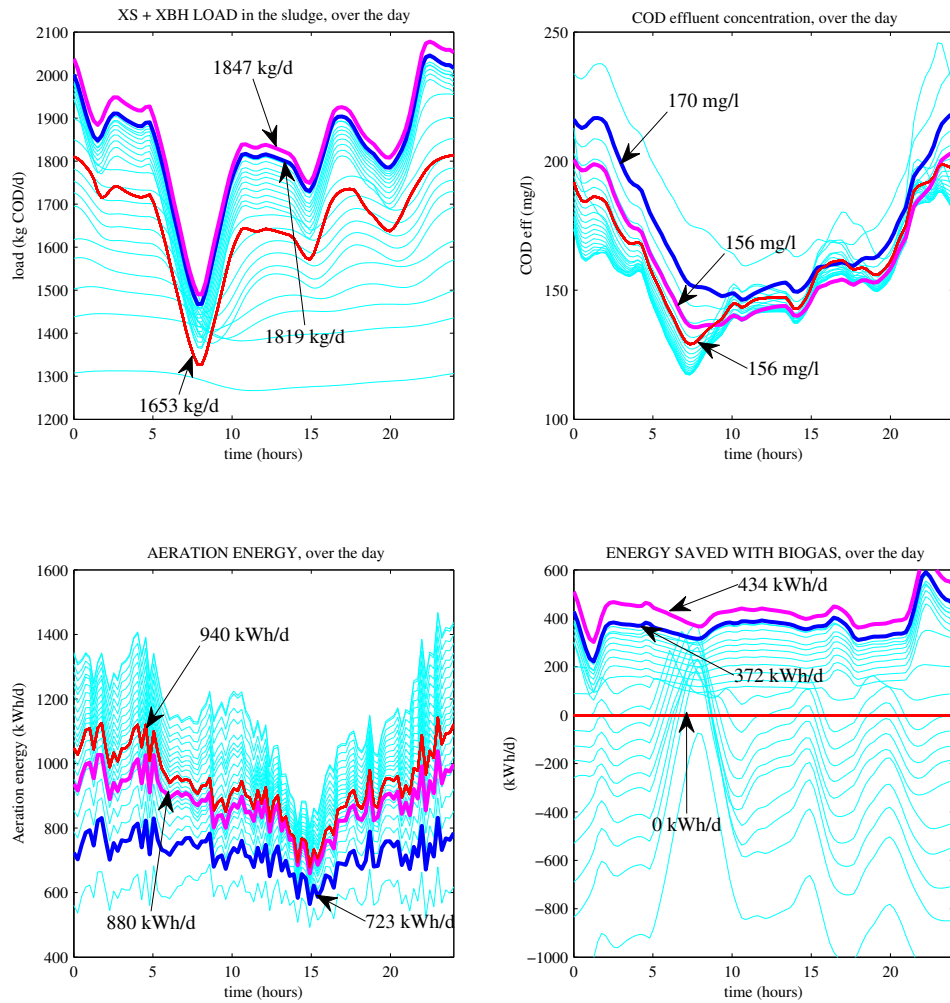 XS + XBH LOAD in the sludge, over the day
2100
2000
1900
1800
1700
1600
1500
1400
1300
1200
load (kg COD/d)
1847 kg/d
1819 kg/d
1653 kg/d
0 5 10 15 20
time (hours)
COD effluent concentration, over the day
250
200
150
100
COD eff (mg/l)
170 mg/l
156 mg/l
156 mg/l
0 5 10 15 20
time (hours)
AERATION ENERGY, over the day
1600
1400
1200
1000
800
600
400
Aeration energy (kWh/d)
940 kWh/d
880 kWh/d
723 kWh/d
0 5 10 15 20
time (hours)
ENERGY SAVED WITH BIOGAS, over the day
600
400
200
0
−200
−400
−600
−800
−1000
(kWh/d)
434 kWh/d
372 kWh/d
0 kWh/d
0 5 10 15 20
time (hours)